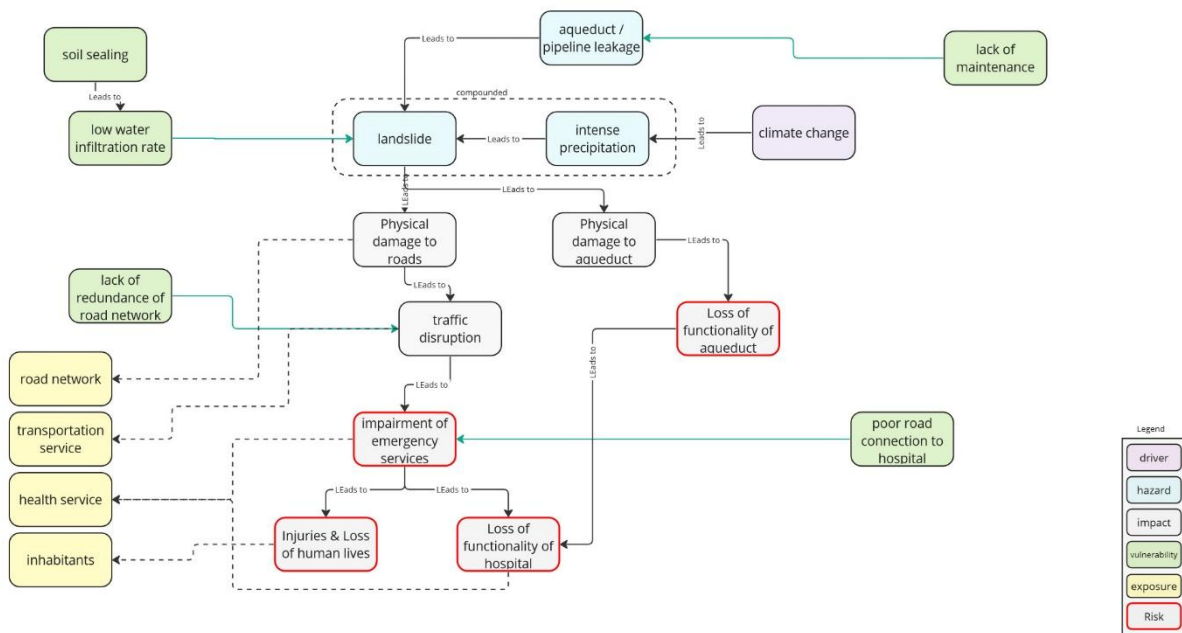 aqueduct /
pipeline leakage
soil sealing
Leads to
lack of
maintenance
Leads to
compounded
low water
infiltration rate
landslide
Leads to
intense
precipitation
Leads to
climate change
LEads to
LEads to
Physical
damage to
roads
Physical
damage to
aqueduct
LEads to
lack of
redundance of
road network
LEads to
traffic
disruption
Loss of
functionality of
aqueduct
road network
LEads to
LEads to
transportation
service
impairment of
emergency
services
poor road
connection to
hospital
health service
LEads to
LEads to
Injuries & Loss
of human lives
Loss of
functionality of
hospital
inhabitants
Legend
driver
hazard
impact
vulnerability
exposure
Risk